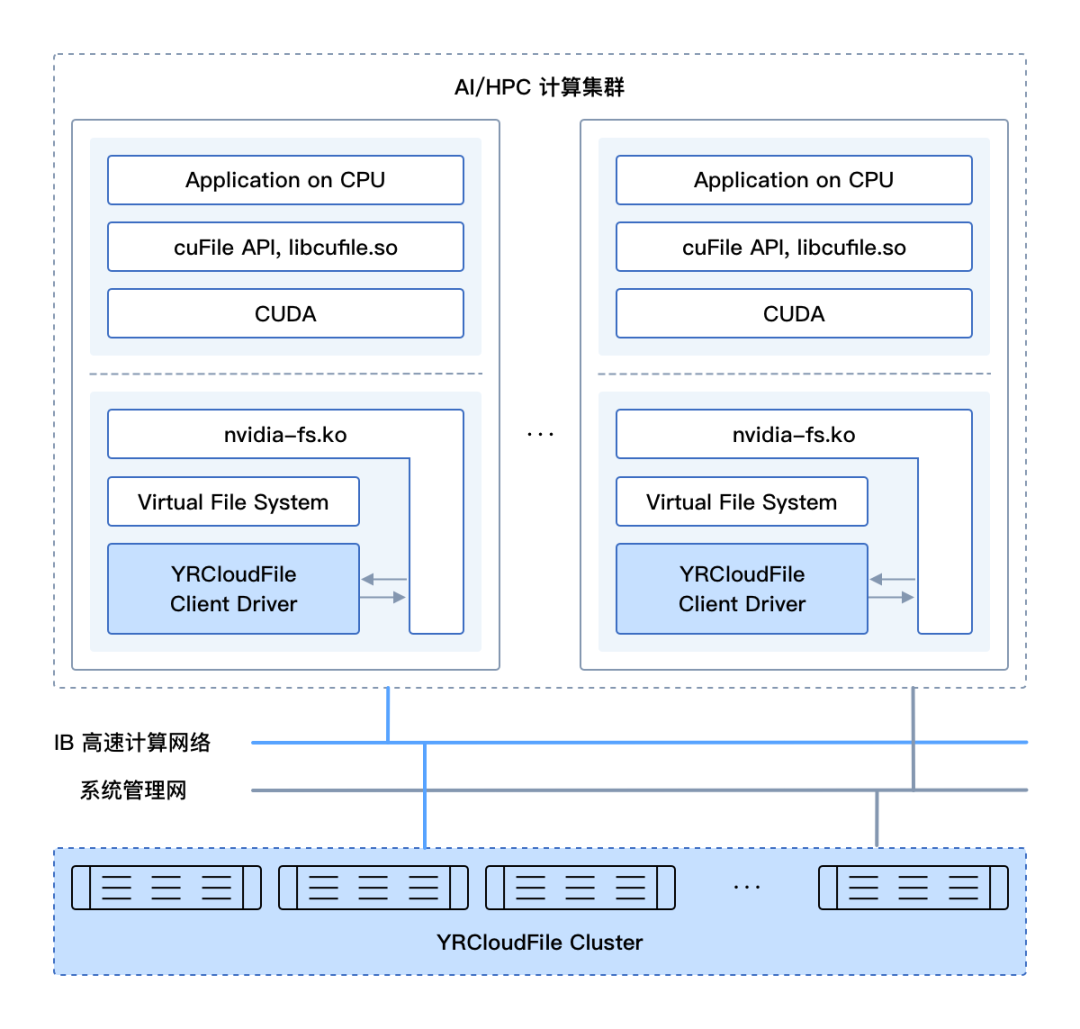 AI/HPC 计算集群
Application on CPU
cuFile API, libcufile.so
CUDA
nvidia-fs.ko
Virtual File System
YRCloudFile
Client Driver
...
Application on CPU
cuFile API, libcufile.so
CUDA
nvidia-fs.ko
Virtual File System
YRCloudFile
Client Driver
IB 高速计算网络
系统管理网
...
YRCloudFile Cluster